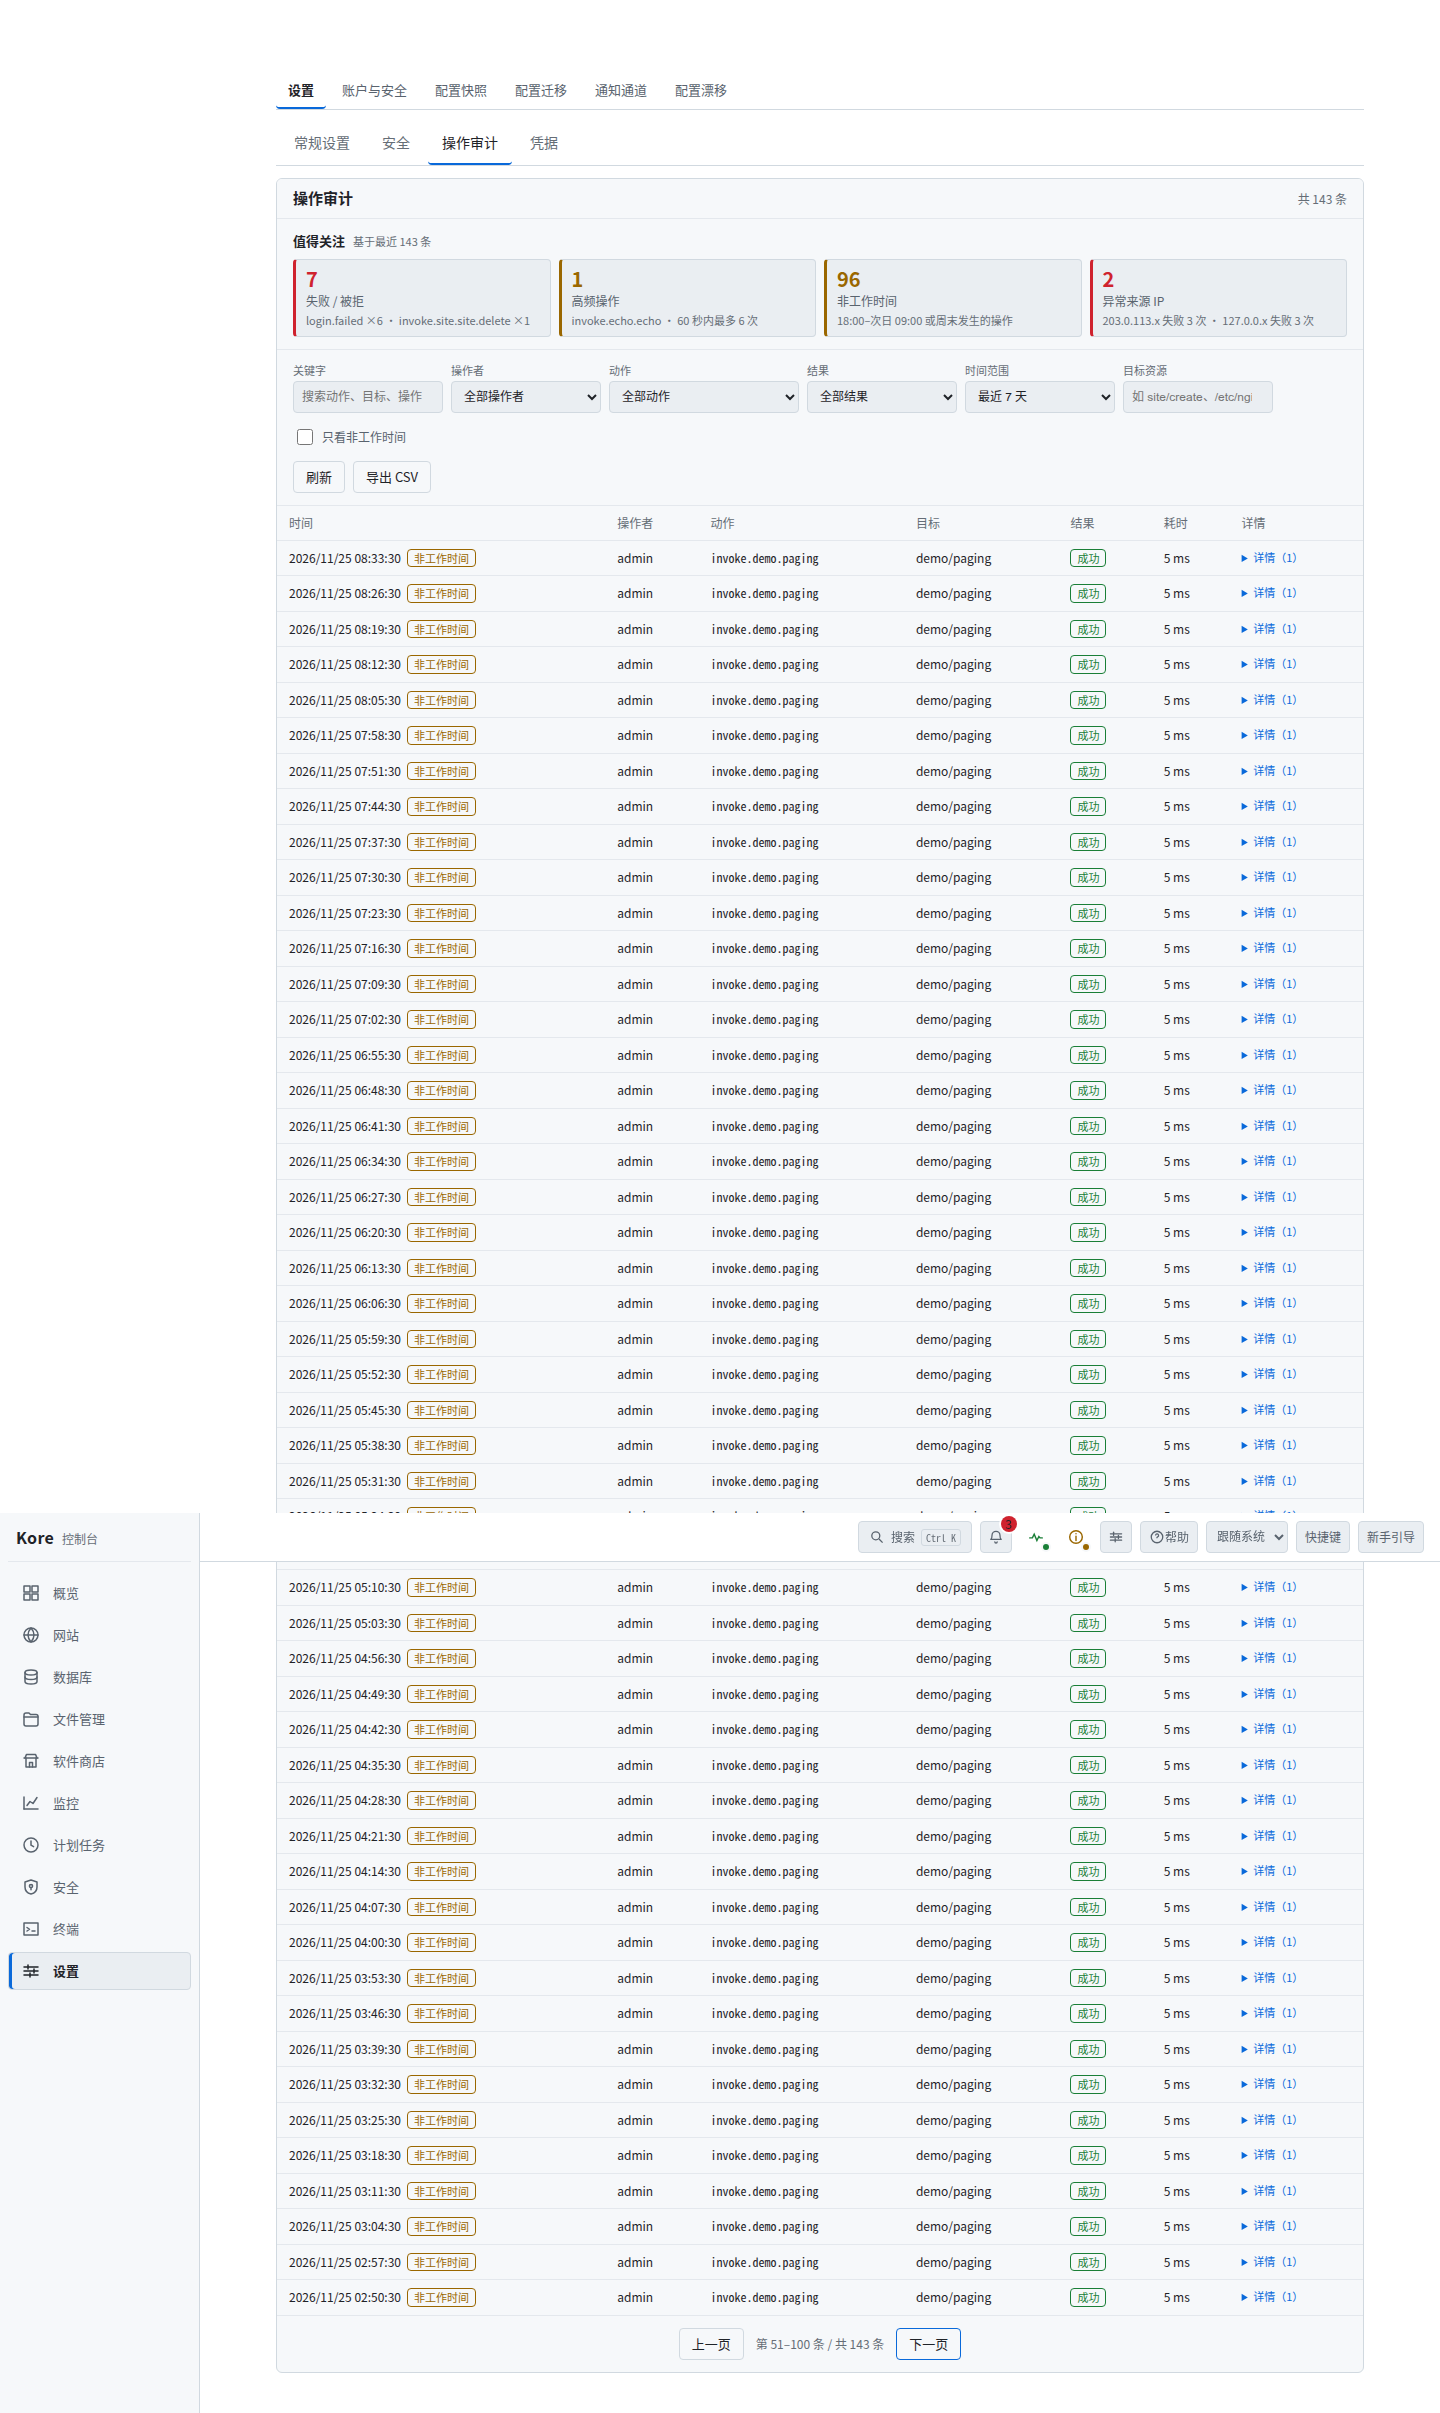 设置 账户与安全 配置快照 配置迁移 通知通道 配置漂移
常规设置 安全 操作审计 凭据
操作审计 共 143 条
值得关注 基于最近 143 条
7 1 96 2
失败 / 被拒 高频操作 非工作时间 异常来源 IP
login.failed ×6 · invoke.site.site.delete ×1 invoke.echo.echo · 60 秒内最多 6 次 18:00–次日 09:00 或周末发生的操作 203.0.113.x 失败 3 次 · 127.0.0.x 失败 3 次
关键字 操作者 动作 结果 时间范围 目标资源
搜索动作、目标、操作 全部操作者 全部动作 全部结果 最近 7 天 如 site/create、/etc/ngi
只看非工作时间
刷新 导出 CSV
时间 操作者 动作 目标 结果 耗时 详情
2026/11/25 08:33:30 非工作时间 admin invoke.demo.paging demo/paging 成功 5 ms ▶ 详情（1）
2026/11/25 08:26:30 非工作时间 admin invoke.demo.paging demo/paging 成功 5 ms ▶ 详情（1）
2026/11/25 08:19:30 非工作时间 admin invoke.demo.paging demo/paging 成功 5 ms ▶ 详情（1）
2026/11/25 08:12:30 非工作时间 admin invoke.demo.paging demo/paging 成功 5 ms ▶ 详情（1）
2026/11/25 08:05:30 非工作时间 admin invoke.demo.paging demo/paging 成功 5 ms ▶ 详情（1）
2026/11/25 07:58:30 非工作时间 admin invoke.demo.paging demo/paging 成功 5 ms ▶ 详情（1）
2026/11/25 07:51:30 非工作时间 admin invoke.demo.paging demo/paging 成功 5 ms ▶ 详情（1）
2026/11/25 07:44:30 非工作时间 admin invoke.demo.paging demo/paging 成功 5 ms ▶ 详情（1）
2026/11/25 07:37:30 非工作时间 admin invoke.demo.paging demo/paging 成功 5 ms ▶ 详情（1）
2026/11/25 07:30:30 非工作时间 admin invoke.demo.paging demo/paging 成功 5 ms ▶ 详情（1）
2026/11/25 07:23:30 非工作时间 admin invoke.demo.paging demo/paging 成功 5 ms ▶ 详情（1）
2026/11/25 07:16:30 非工作时间 admin invoke.demo.paging demo/paging 成功 5 ms ▶ 详情（1）
2026/11/25 07:09:30 非工作时间 admin invoke.demo.paging demo/paging 成功 5 ms ▶ 详情（1）
2026/11/25 07:02:30 非工作时间 admin invoke.demo.paging demo/paging 成功 5 ms ▶ 详情（1）
2026/11/25 06:55:30 非工作时间 admin invoke.demo.paging demo/paging 成功 5 ms ▶ 详情（1）
2026/11/25 06:48:30 非工作时间 admin invoke.demo.paging demo/paging 成功 5 ms ▶ 详情（1）
2026/11/25 06:41:30 非工作时间 admin invoke.demo.paging demo/paging 成功 5 ms ▶ 详情（1）
2026/11/25 06:34:30 非工作时间 admin invoke.demo.paging demo/paging 成功 5 ms ▶ 详情（1）
2026/11/25 06:27:30 非工作时间 admin invoke.demo.paging demo/paging 成功 5 ms ▶ 详情（1）
2026/11/25 06:20:30 非工作时间 admin invoke.demo.paging demo/paging 成功 5 ms ▶ 详情（1）
2026/11/25 06:13:30 非工作时间 admin invoke.demo.paging demo/paging 成功 5 ms ▶ 详情（1）
2026/11/25 06:06:30 非工作时间 admin invoke.demo.paging demo/paging 成功 5 ms ▶ 详情（1）
2026/11/25 05:59:30 非工作时间 admin invoke.demo.paging demo/paging 成功 5 ms ▶ 详情（1）
2026/11/25 05:52:30 非工作时间 admin invoke.demo.paging demo/paging 成功 5 ms ▶ 详情（1）
2026/11/25 05:45:30 非工作时间 admin invoke.demo.paging demo/paging 成功 5 ms ▶ 详情（1）
2026/11/25 05:38:30 非工作时间 admin invoke.demo.paging demo/paging 成功 5 ms ▶ 详情（1）
2026/11/25 05:31:30 非工作时间 admin invoke.demo.paging demo/paging 成功 5 ms ▶ 详情（1）
Kore 控制台 搜索 Ctrl K 3 帮助 跟随系统 快捷键 新手引导
概览
网站
数据库
文件管理
软件商店
监控
计划任务
安全
终端
设置
2026/11/25 05:10:30 非工作时间 admin invoke.demo.paging demo/paging 成功 5 ms ▶ 详情（1）
2026/11/25 05:03:30 非工作时间 admin invoke.demo.paging demo/paging 成功 5 ms ▶ 详情（1）
2026/11/25 04:56:30 非工作时间 admin invoke.demo.paging demo/paging 成功 5 ms ▶ 详情（1）
2026/11/25 04:49:30 非工作时间 admin invoke.demo.paging demo/paging 成功 5 ms ▶ 详情（1）
2026/11/25 04:42:30 非工作时间 admin invoke.demo.paging demo/paging 成功 5 ms ▶ 详情（1）
2026/11/25 04:35:30 非工作时间 admin invoke.demo.paging demo/paging 成功 5 ms ▶ 详情（1）
2026/11/25 04:28:30 非工作时间 admin invoke.demo.paging demo/paging 成功 5 ms ▶ 详情（1）
2026/11/25 04:21:30 非工作时间 admin invoke.demo.paging demo/paging 成功 5 ms ▶ 详情（1）
2026/11/25 04:14:30 非工作时间 admin invoke.demo.paging demo/paging 成功 5 ms ▶ 详情（1）
2026/11/25 04:07:30 非工作时间 admin invoke.demo.paging demo/paging 成功 5 ms ▶ 详情（1）
2026/11/25 04:00:30 非工作时间 admin invoke.demo.paging demo/paging 成功 5 ms ▶ 详情（1）
2026/11/25 03:53:30 非工作时间 admin invoke.demo.paging demo/paging 成功 5 ms ▶ 详情（1）
2026/11/25 03:46:30 非工作时间 admin invoke.demo.paging demo/paging 成功 5 ms ▶ 详情（1）
2026/11/25 03:39:30 非工作时间 admin invoke.demo.paging demo/paging 成功 5 ms ▶ 详情（1）
2026/11/25 03:32:30 非工作时间 admin invoke.demo.paging demo/paging 成功 5 ms ▶ 详情（1）
2026/11/25 03:25:30 非工作时间 admin invoke.demo.paging demo/paging 成功 5 ms ▶ 详情（1）
2026/11/25 03:18:30 非工作时间 admin invoke.demo.paging demo/paging 成功 5 ms ▶ 详情（1）
2026/11/25 03:11:30 非工作时间 admin invoke.demo.paging demo/paging 成功 5 ms ▶ 详情（1）
2026/11/25 03:04:30 非工作时间 admin invoke.demo.paging demo/paging 成功 5 ms ▶ 详情（1）
2026/11/25 02:57:30 非工作时间 admin invoke.demo.paging demo/paging 成功 5 ms ▶ 详情（1）
2026/11/25 02:50:30 非工作时间 admin invoke.demo.paging demo/paging 成功 5 ms ▶ 详情（1）
上一页 第 51–100 条 / 共 143 条 下一页